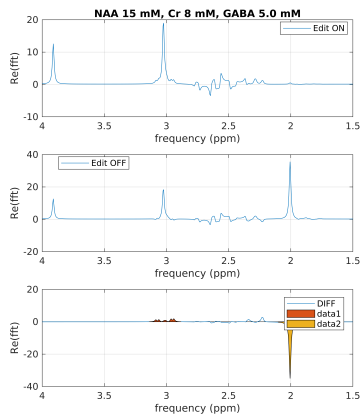 NAA 15 mM, Cr 8 mM, GABA 5.0 mM
20
10
0
-10
Re(fft)
Edit ON
4 3.5 3 2.5 2 1.5
frequency (ppm)
40
20
0
-20
Re(fft)
Edit OFF
4 3.5 3 2.5 2 1.5
frequency (ppm)
20
0
-20
-40
Re(fft)
DIFF
data1
data2
4 3.5 3 2.5 2 1.5
frequency (ppm)